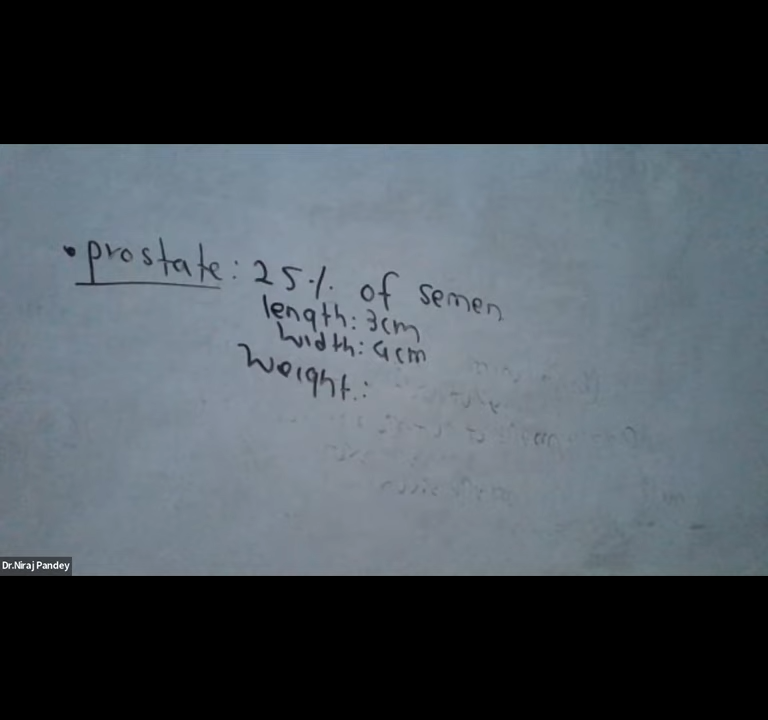 • prostate: 25% of semen
length: 3cm
width: 4cm
Weight:
Dr.Niraj Pandey